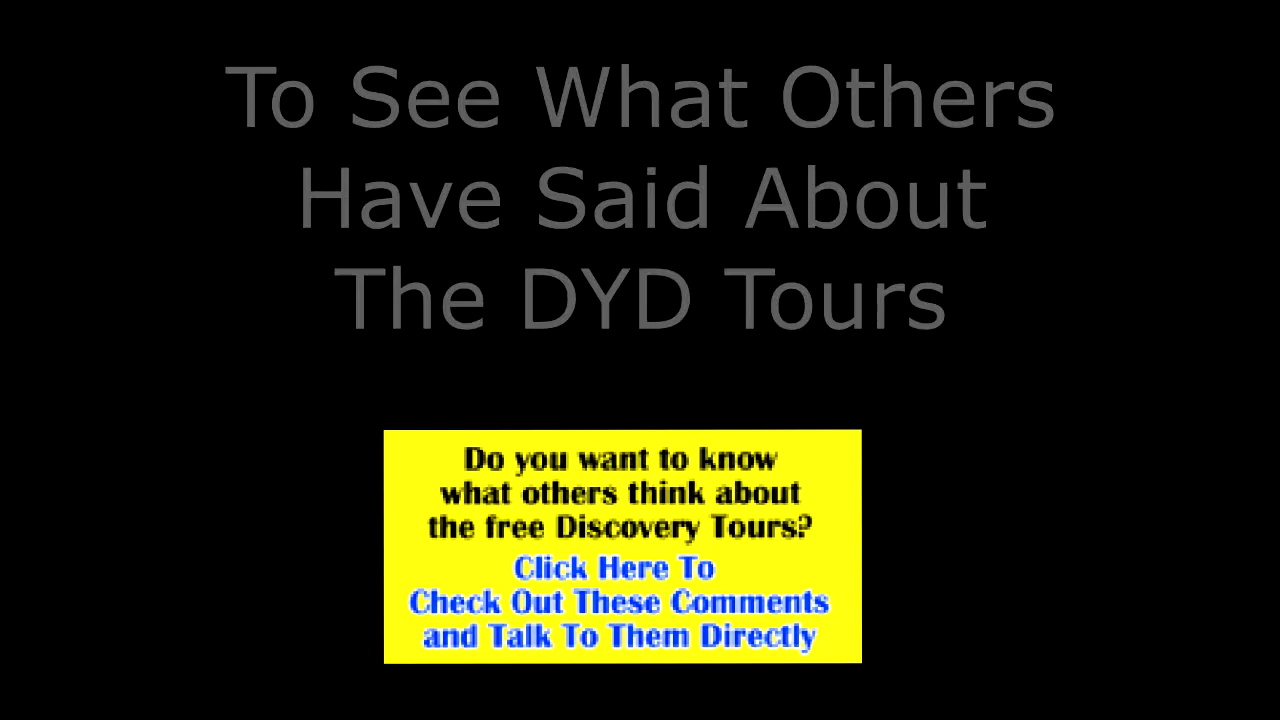 To See What Others
Have Said About
The DYD Tours
Do you want to know
what others think about
the free Discovery Tours?
Click Here To
Check Out These Comments
and Talk To Them Directly